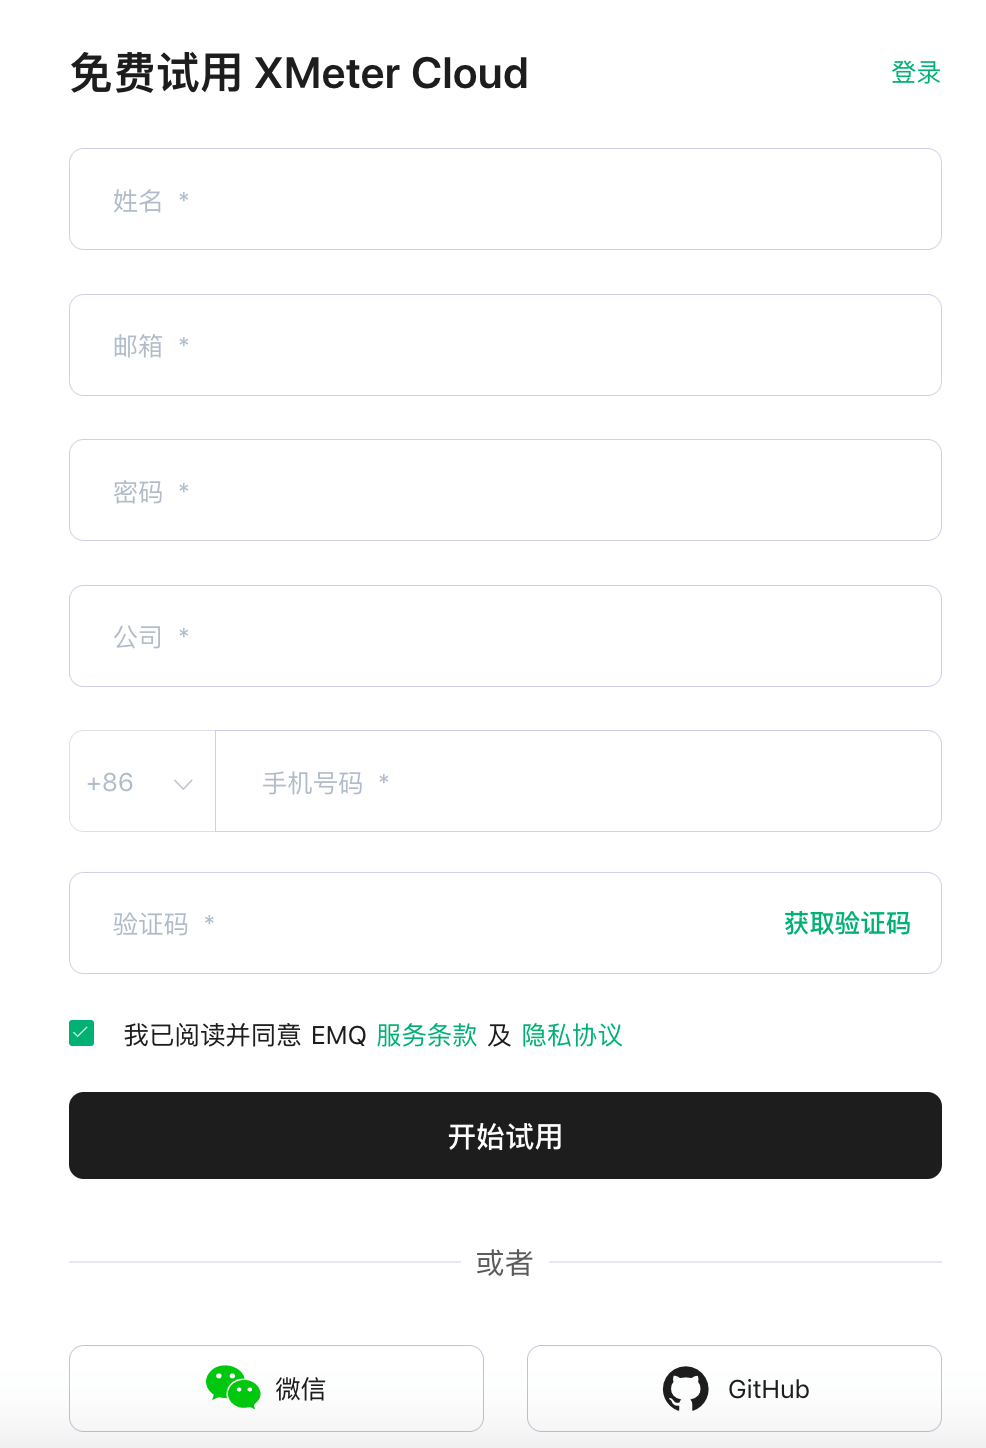 免费试用 XMeter Cloud
登录
姓名 *
邮箱 *
密码 *
公司 *
+86 手机号码 *
验证码 * 获取验证码
我已阅读并同意 EMQ 服务条款 及 隐私协议
开始试用
或者
微信
GitHub